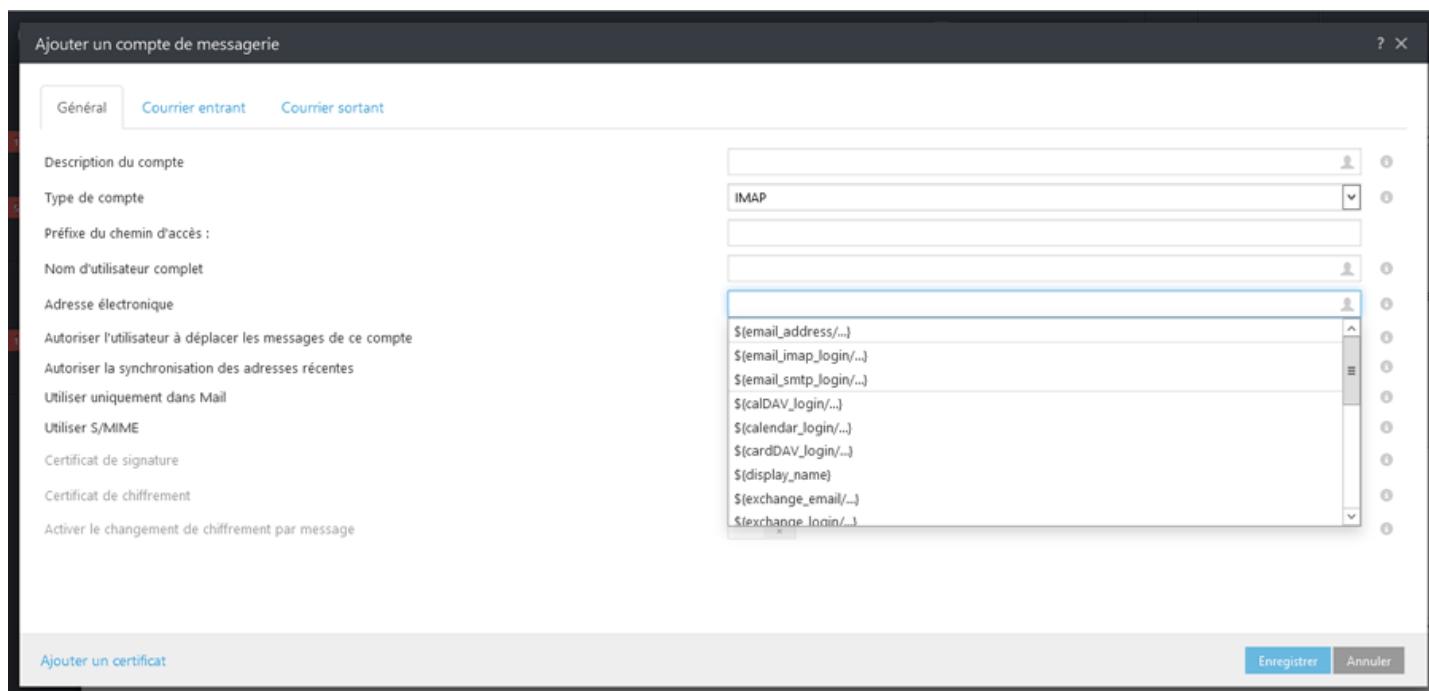 Ajouter un compte de messagerie ? ×
Général Courrier entrant Courrier sortant
Description du compte
Type de compte IMAP
Préfixe du chemin d'accès :
Nom d'utilisateur complet
Adresse électronique
Autoriser l'utilisateur à déplacer les messages de ce compte
Autoriser la synchronisation des adresses récentes
Utiliser uniquement dans Mail
Utiliser S/MIME
Certificat de signature
Certificat de chiffrement
Activer le changement de chiffrement par message
${email_address/...}
${email_imap_login/...}
${email_smtp_login/...}
${calDAV_login/...}
${calendar_login/...}
${cardDAV_login/...}
${display_name}
${exchange_email/...}
${exchange_login/...}
Ajouter un certificat Enregistrer Annuler